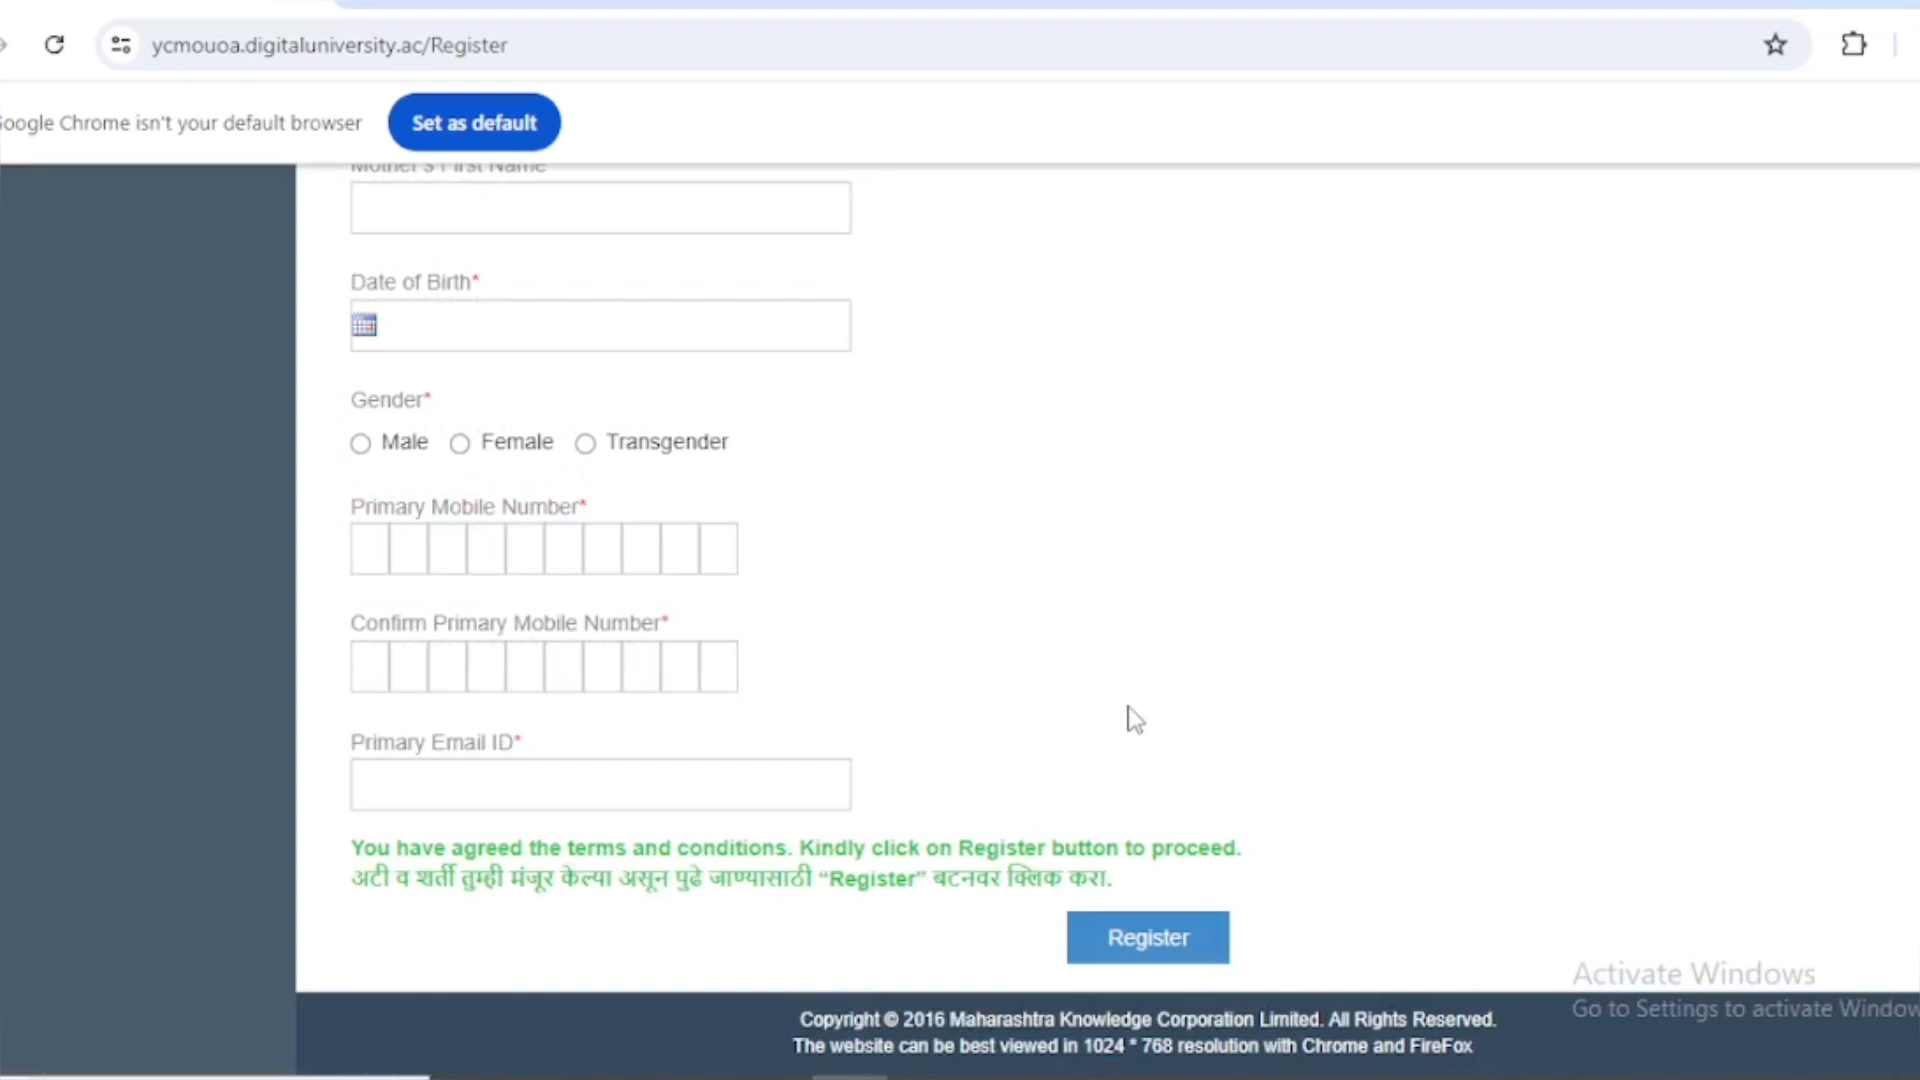 ycmouoa.digitaluniversity.ac/Register
Google Chrome isn't your default browser
Set as default
Mother's First Name
Date of Birth*
Gender*
Male Female Transgender
Primary Mobile Number*
Confirm Primary Mobile Number*
Primary Email ID*
You have agreed the terms and conditions. Kindly click on Register button to proceed.
अटी व शर्ती तुम्ही मंजूर केल्या असून पुढे जाण्यासाठी “Register” बटनवर क्लिक करा.
Register
Activate Windows
Go to Settings to activate Window
Copyright © 2016 Maharashtra Knowledge Corporation Limited. All Rights Reserved.
The website can be best viewed in 1024 * 768 resolution with Chrome and FireFox